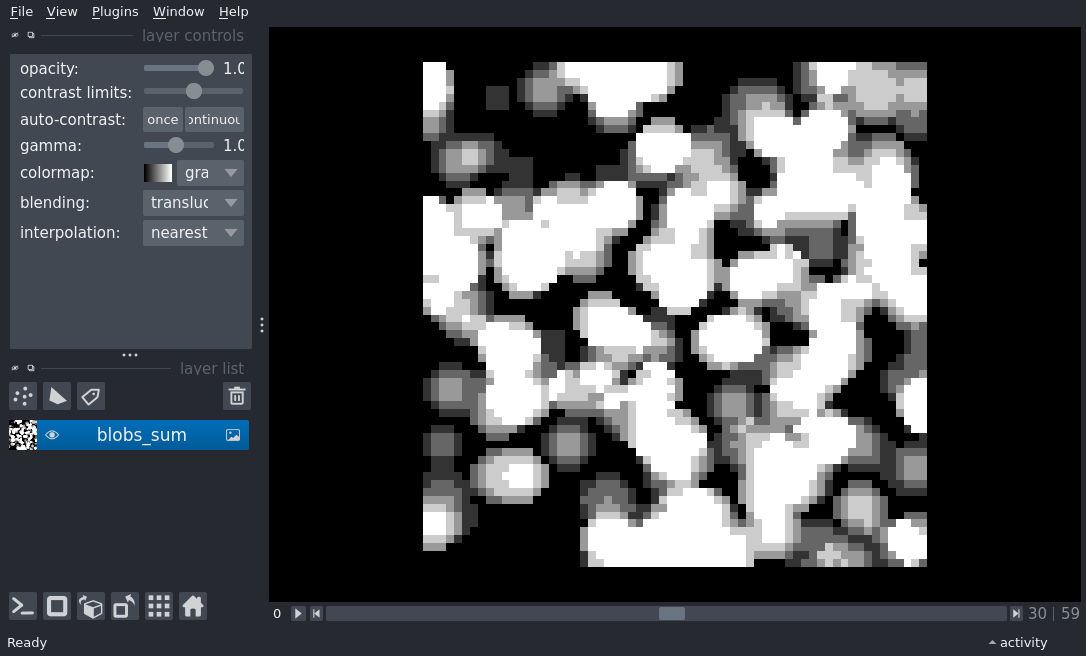 File View Plugins Window Help
layer controls
opacity: 1.0
contrast limits:
auto-contrast: once ontinuou
gamma: 1.0
colormap: gra
blending: transluc
interpolation: nearest
layer list
blobs_sum
0 30 59
Ready activity